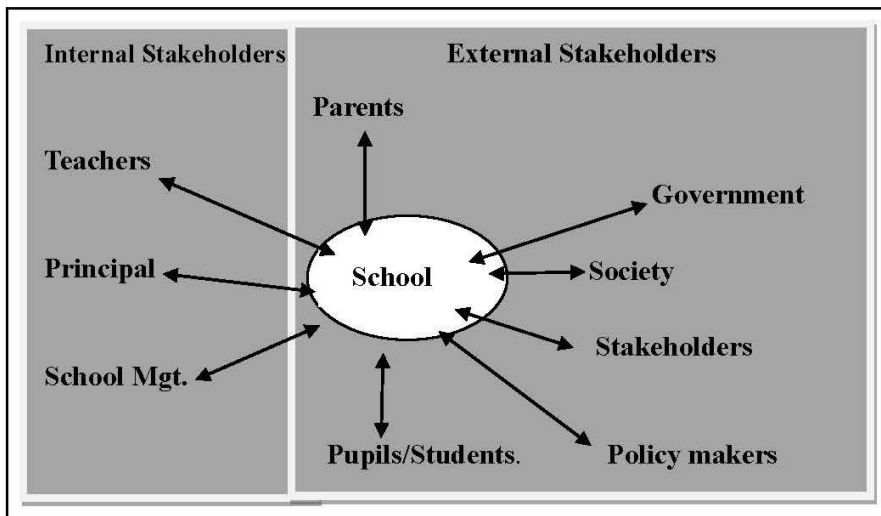 Internal Stakeholders
External Stakeholders
Parents
Teachers
Government
Principal
School
Society
Stakeholders
School Mgt.
Pupils/Students.
Policy makers